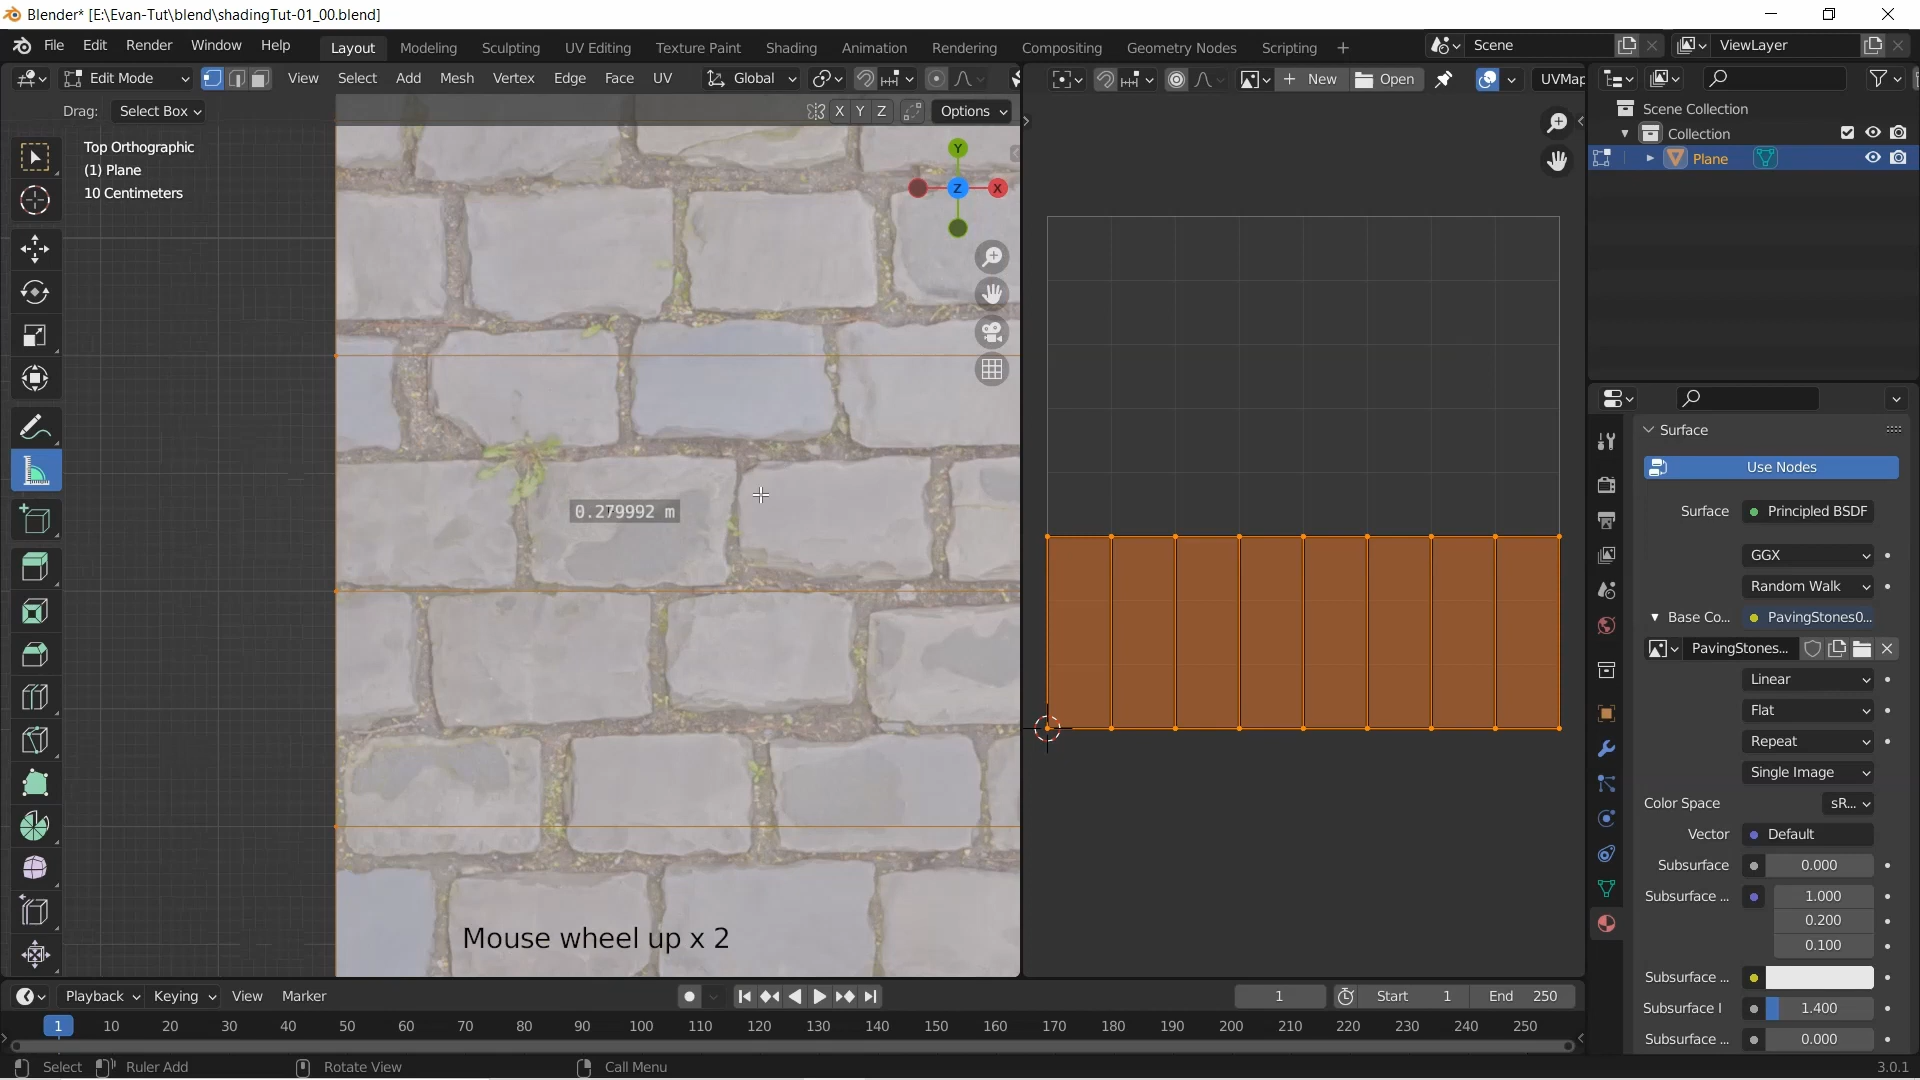 Blender* [E:\Evan-Tut\blend\shadingTut-01_00.blend]
File Edit Render Window Help Layout Modeling Sculpting UV Editing Texture Paint Shading Animation Rendering Compositing Geometry Nodes Scripting + Scene ViewLayer
Edit Mode View Select Add Mesh Vertex Edge Face UV Global New Open UVMap
Drag: Select Box X Y Z Options
Scene Collection
Collection
Plane
Top Orthographic
(1) Plane
10 Centimeters
Y
Z X
0.279992 m
Mouse wheel up x 2
Surface
Use Nodes
Surface Principled BSDF
GGX
Random Walk
Base Co... PavingStones0...
PavingStones...
Linear
Flat
Repeat
Single Image
Color Space sR...
Vector Default
Subsurface 0.000
Subsurface ... 1.000
0.200
0.100
Subsurface ...
Subsurface I 1.400
Subsurface ... 0.000
Playback Keying View Marker 1 Start 1 End 250
1 10 20 30 40 50 60 70 80 90 100 110 120 130 140 150 160 170 180 190 200 210 220 230 240 250
Select Ruler Add Rotate View Call Menu 3.0.1